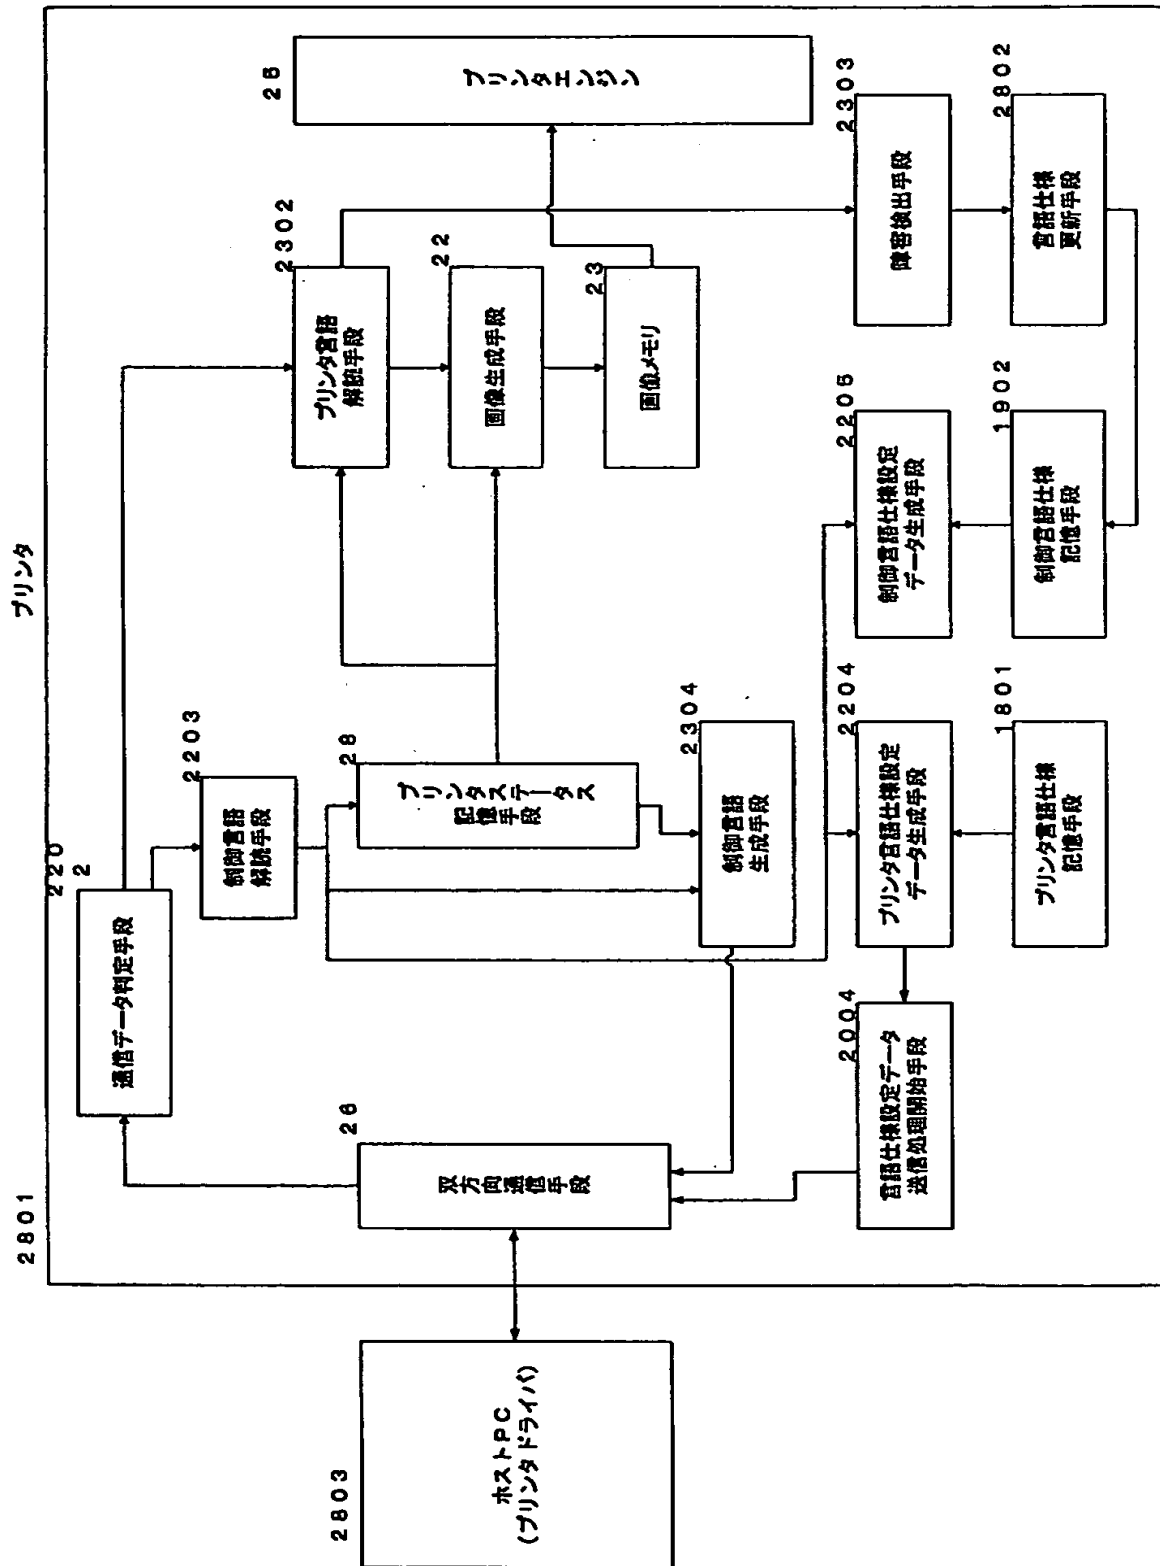 プリンタ
2801
2803
ホストPC
(プリンタドライバ)
26
双方向通信手段
220
2
通信データ判定手段
2203
制御言語
解読手段
28
プリンタステータス
記憶手段
2302
プリンタ言語
解読手段
22
画像生成手段
23
画像メモリ
25
プリンタエンジン
2304
制御言語
生成手段
2004
言語仕様設定データ
送信処理開始手段
2204
プリンタ言語仕様設定
データ生成手段
2205
制御言語仕様設定
データ生成手段
2303
障害検出手段
1801
プリンタ言語仕様
記憶手段
1902
制御言語仕様
記憶手段
2802
言語仕様
更新手段